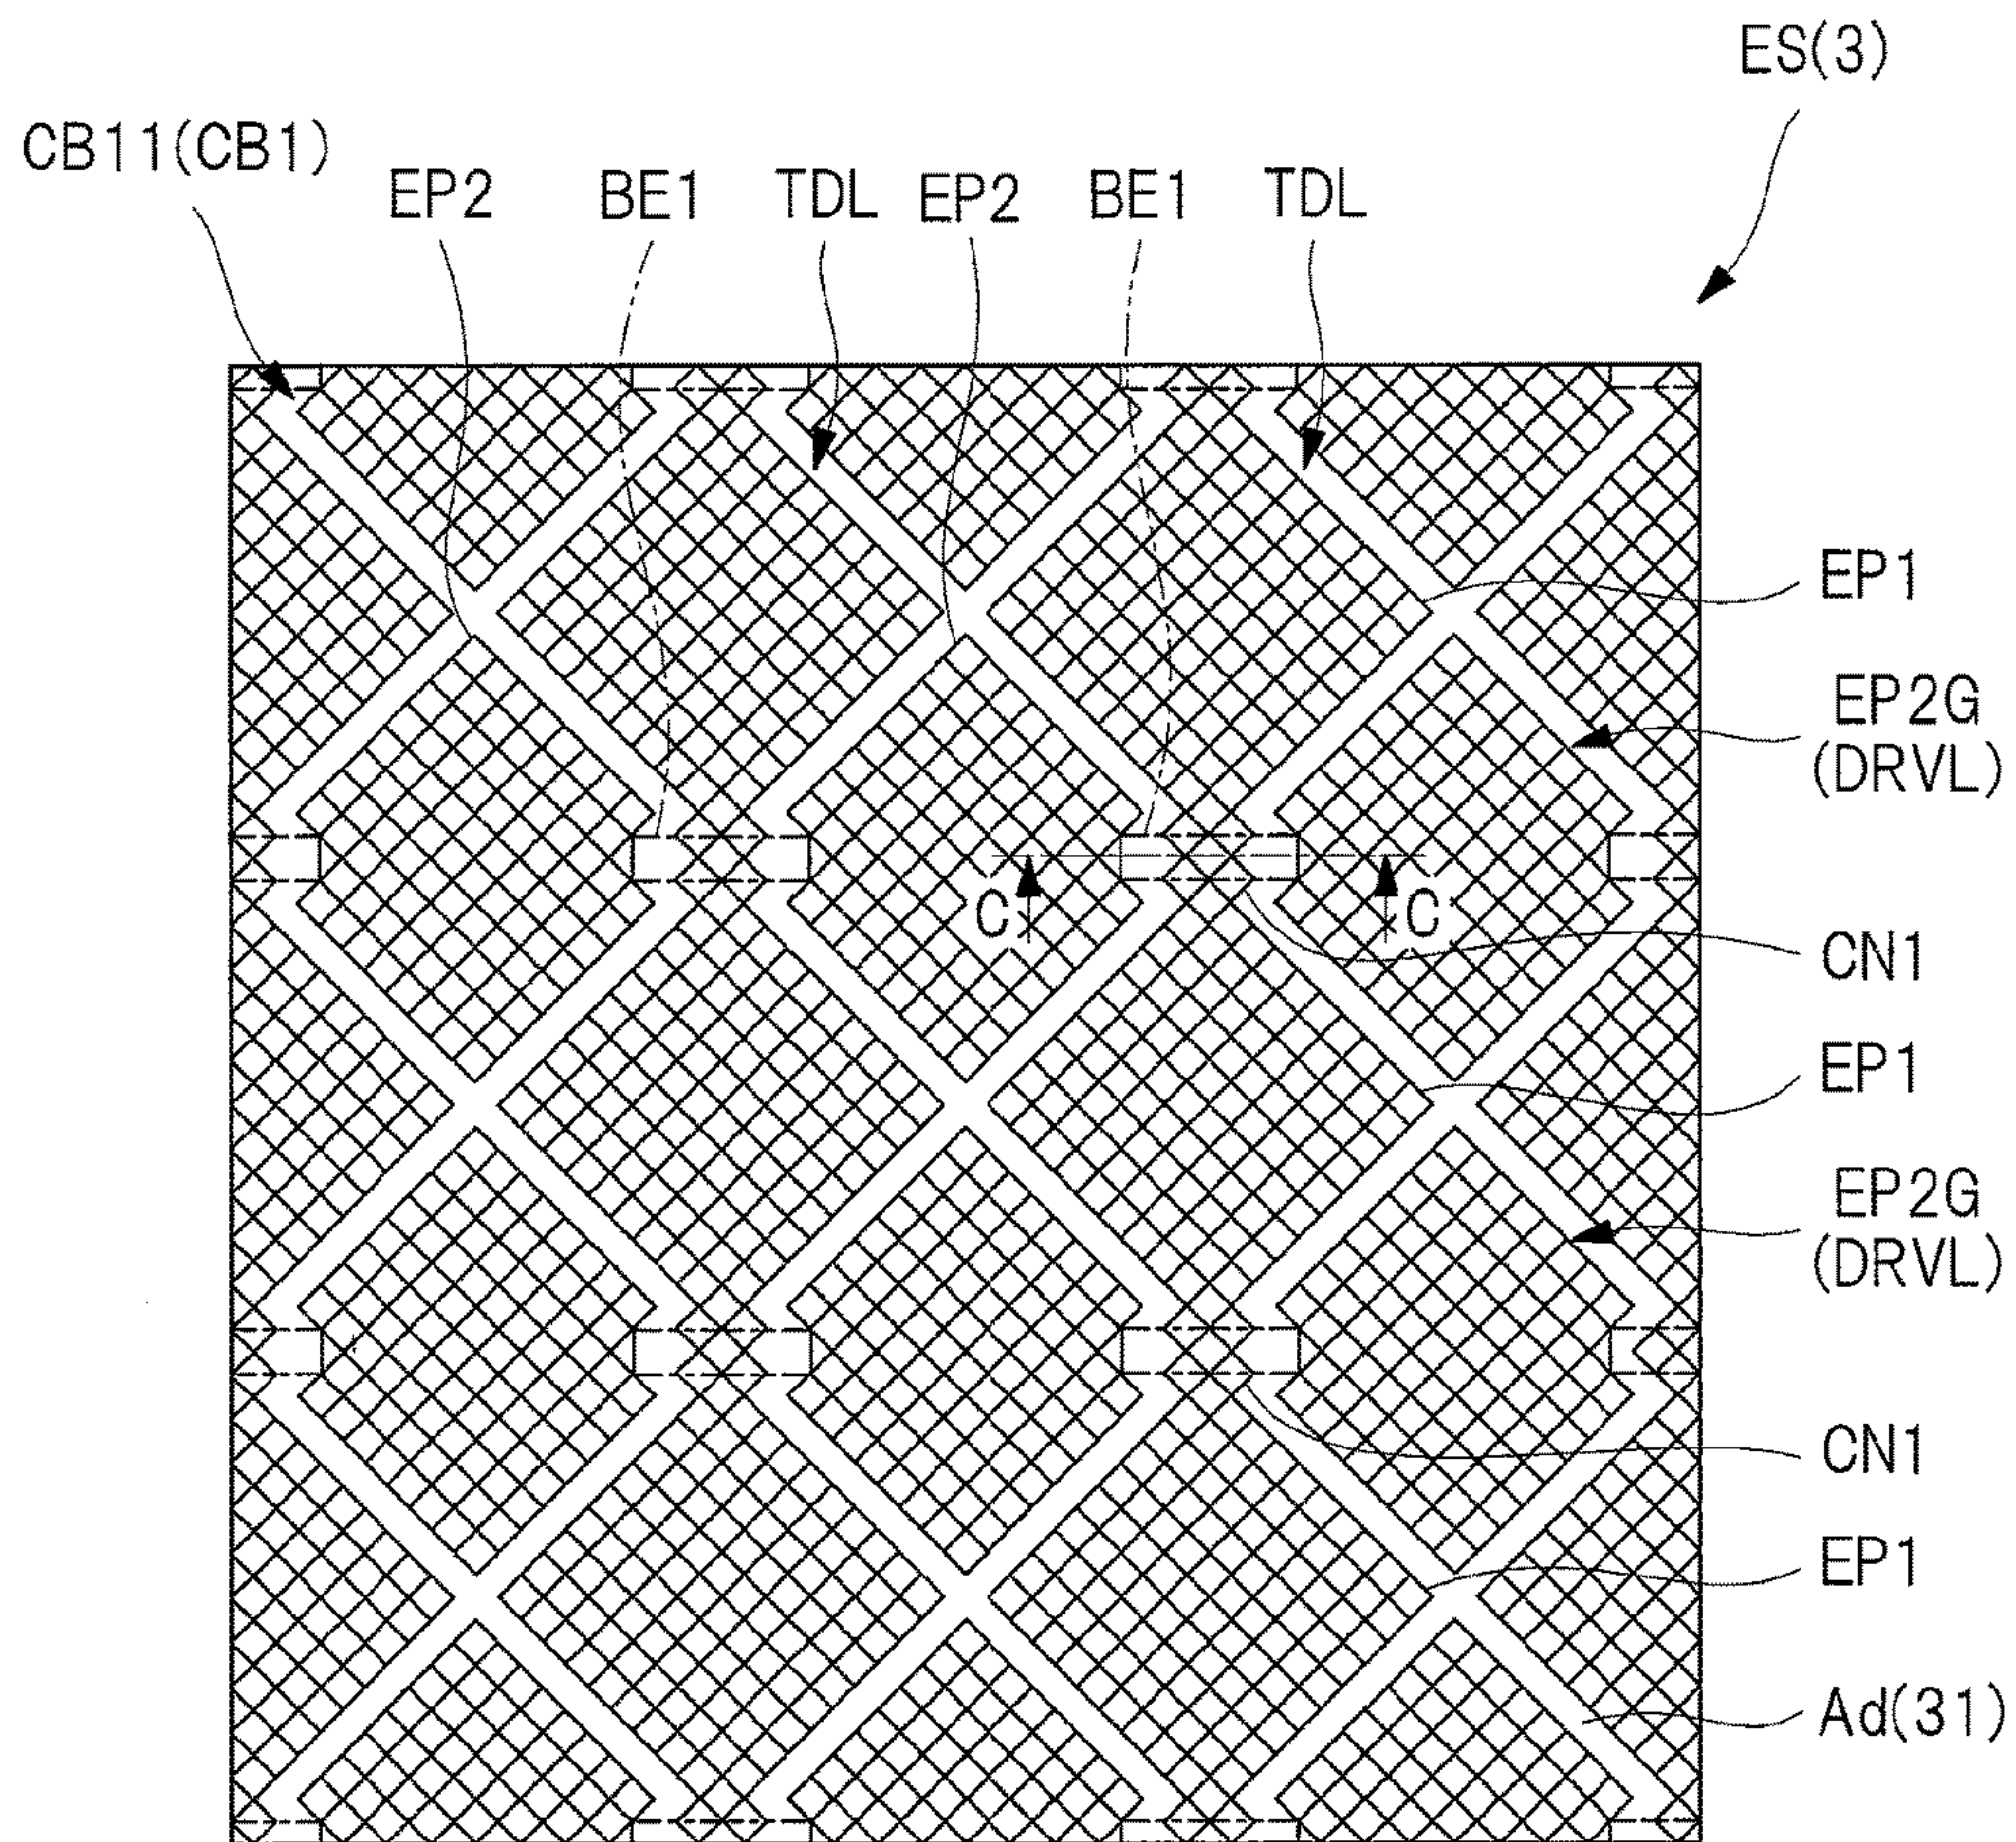 ES(3)
CB11(CB1)
EP2
BE1
TDL
EP2
BE1
TDL
EP1
EP2G
(DRVL)
C
C
CN1
EP1
EP2G
(DRVL)
CN1
EP1
Ad(31)